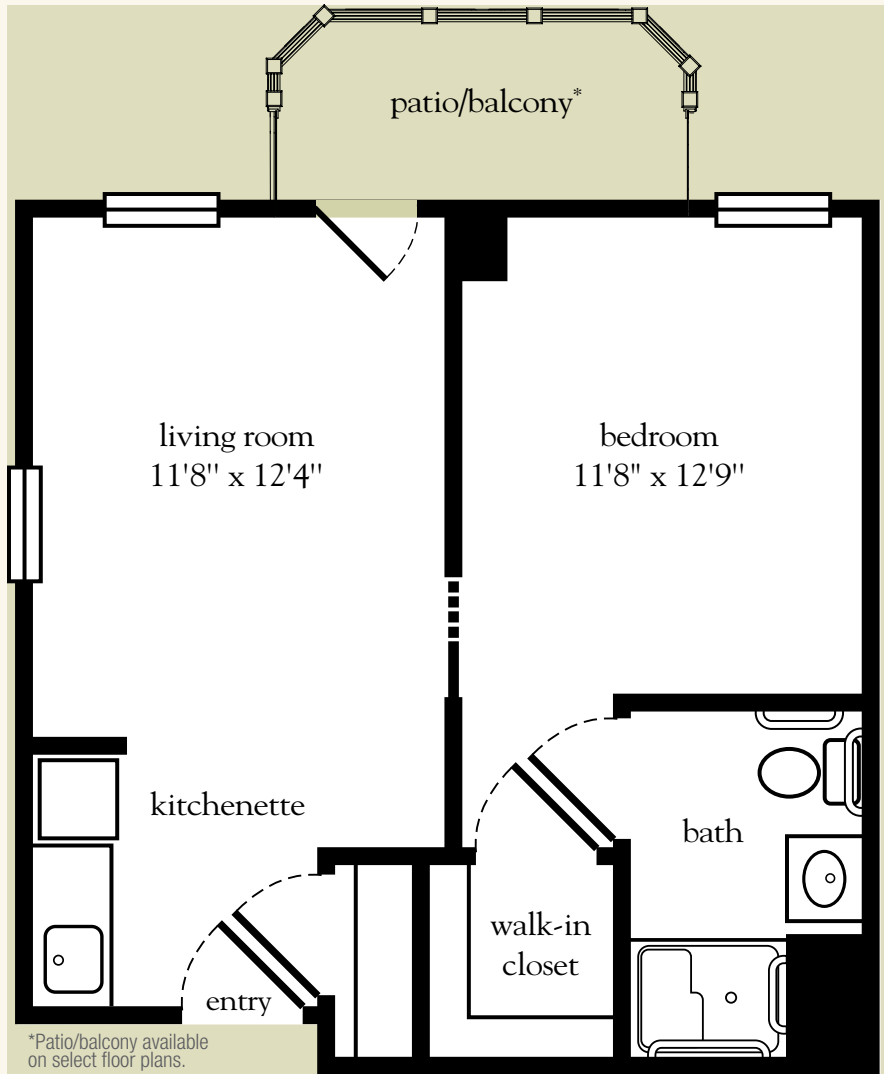 patio/balcony*
living room
11'8" x 12'4"
bedroom
11'8" x 12'9"
kitchenette
bath
walk-in
closet
entry
*Patio/balcony available
on select floor plans.